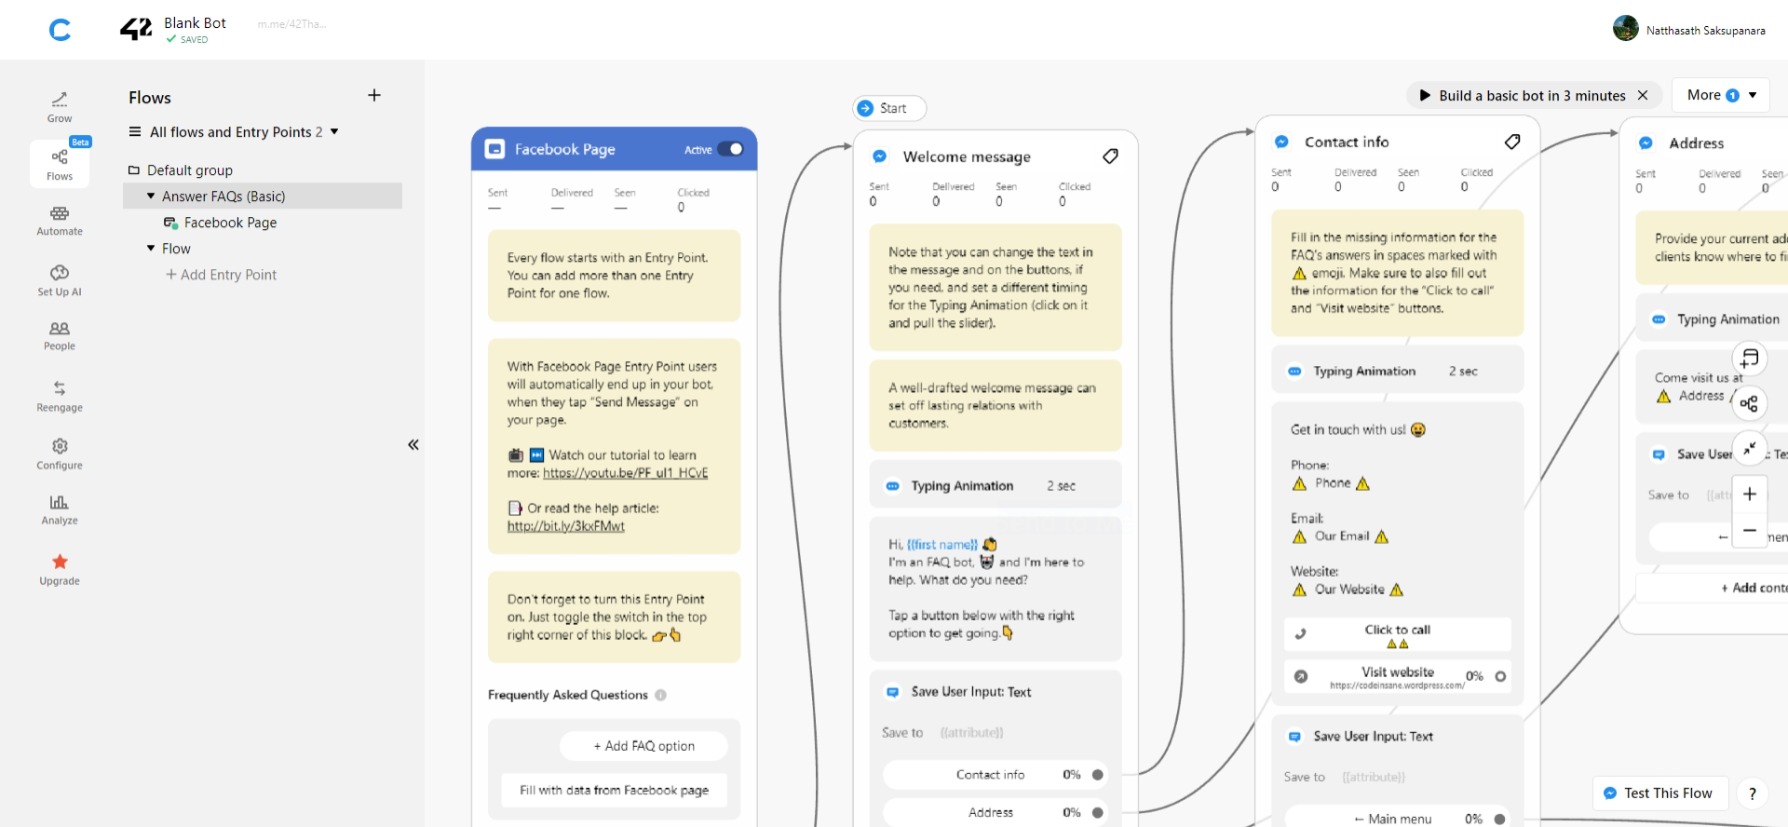 42
Blank Bot
SAVED
m.me/42Tha...
Natthasath Saksupanara
Grow
Beta
Flows
Automate
Set Up AI
People
Reengage
Configure
Analyze
Upgrade
Flows
All flows and Entry Points 2
Default group
Answer FAQs (Basic)
Facebook Page
Flow
+ Add Entry Point
Build a basic bot in 3 minutes
More 1
Start
Facebook Page
Active
Sent Delivered Seen Clicked
— — — 0
Every flow starts with an Entry Point.
You can add more than one Entry
Point for one flow.
With Facebook Page Entry Point users
will automatically end up in your bot,
when they tap “Send Message” on
your page.
Watch our tutorial to learn
more: https://youtu.be/PF_uI1_HCvE
Or read the help article:
http://bit.ly/3kxFMwt
Don't forget to turn this Entry Point
on. Just toggle the switch in the top
right corner of this block.
Frequently Asked Questions
+ Add FAQ option
Fill with data from Facebook page
Welcome message
Sent Delivered Seen Clicked
0 0 0 0
Note that you can change the text in
the message and on the buttons, if
you need, and set a different timing
for the Typing Animation (click on it
and pull the slider).
A well-drafted welcome message can
set off lasting relations with
customers.
Typing Animation 2 sec
Hi, {{first name}}
I'm an FAQ bot, and I'm here to
help. What do you need?
Tap a button below with the right
option to get going.
Save User Input: Text
Save to {{attribute}}
Contact info 0%
Address 0%
Contact info
Sent Delivered Seen Clicked
0 0 0 0
Fill in the missing information for the
FAQ's answers in spaces marked with
⚠ emoji. Make sure to also fill out
the information for the “Click to call”
and “Visit website” buttons.
Typing Animation 2 sec
Get in touch with us!
Phone:
⚠ Phone ⚠
Email:
⚠ Our Email ⚠
Website:
⚠ Our Website ⚠
Click to call
⚠⚠
Visit website 0%
https://codeinsane.wordpress.com/
Save User Input: Text
Save to {{attribute}}
← Main menu 0%
Address
Sent Delivered Seen
0 0 0
Provide your current
clients know where to
Typing Animation
Come visit us at
⚠ Address
Save User
Save to
+ Add
Test This Flow
?